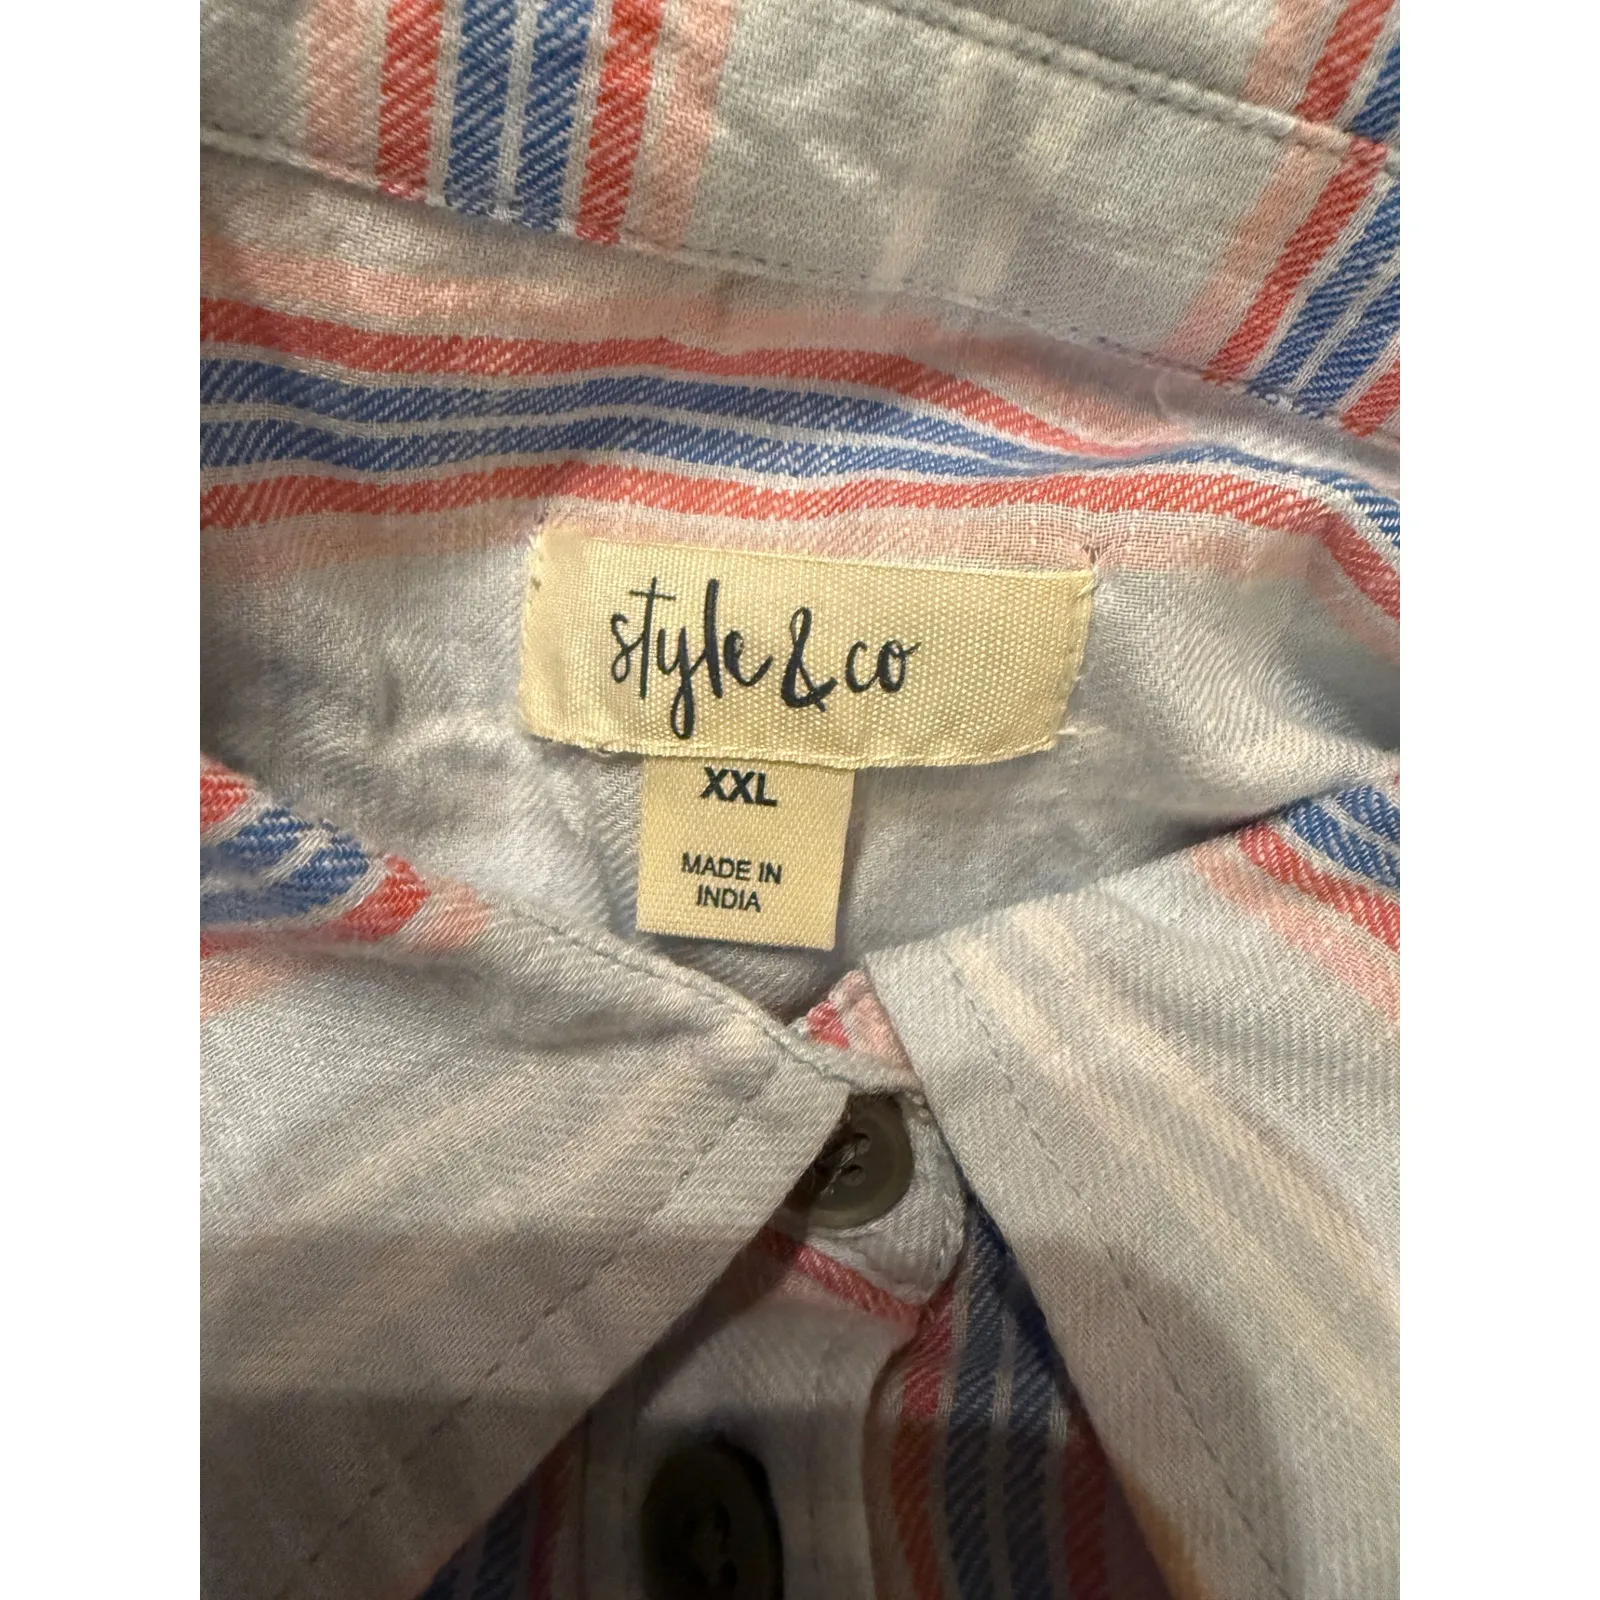 style & co
XXL
MADE IN
INDIA